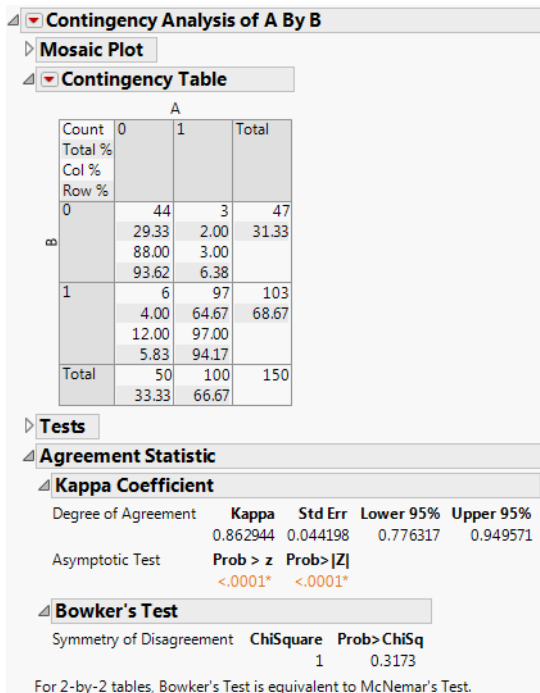 Contingency Analysis of A By B
Mosaic Plot
Contingency Table
A
Count 0 1 Total
Total %
Col %
Row %
B
0 44 3 47
29.33 2.00 31.33
88.00 3.00
93.62 6.38
1 6 97 103
4.00 64.67 68.67
12.00 97.00
5.83 94.17
Total 50 100 150
33.33 66.67
Tests
Agreement Statistic
Kappa Coefficient
Degree of Agreement Kappa Std Err Lower 95% Upper 95%
0.862944 0.044198 0.776317 0.949571
Asymptotic Test Prob > z Prob>|Z|
<.0001* <.0001*
Bowker's Test
Symmetry of Disagreement ChiSquare Prob>ChiSq
1 0.3173
For 2-by-2 tables, Bowker's Test is equivalent to McNemar's Test.